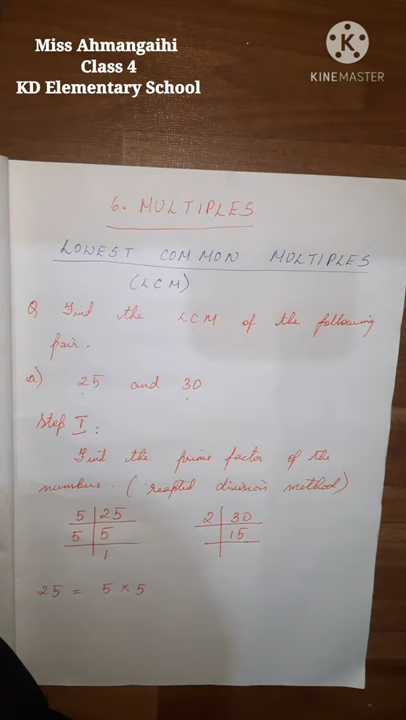 Miss Ahmangaihi
Class 4
KD Elementary School
KINEMASTER
6. MULTIPLES
LOWEST COMMON MULTIPLES
(LCM)
Q Find the LCM of the following
pair.
a) 25 and 30
Step I :
Find the prime factor of the
numbers. (reapted division method)
5 | 25
5 | 5
1
2 | 30
15
25 = 5 × 5